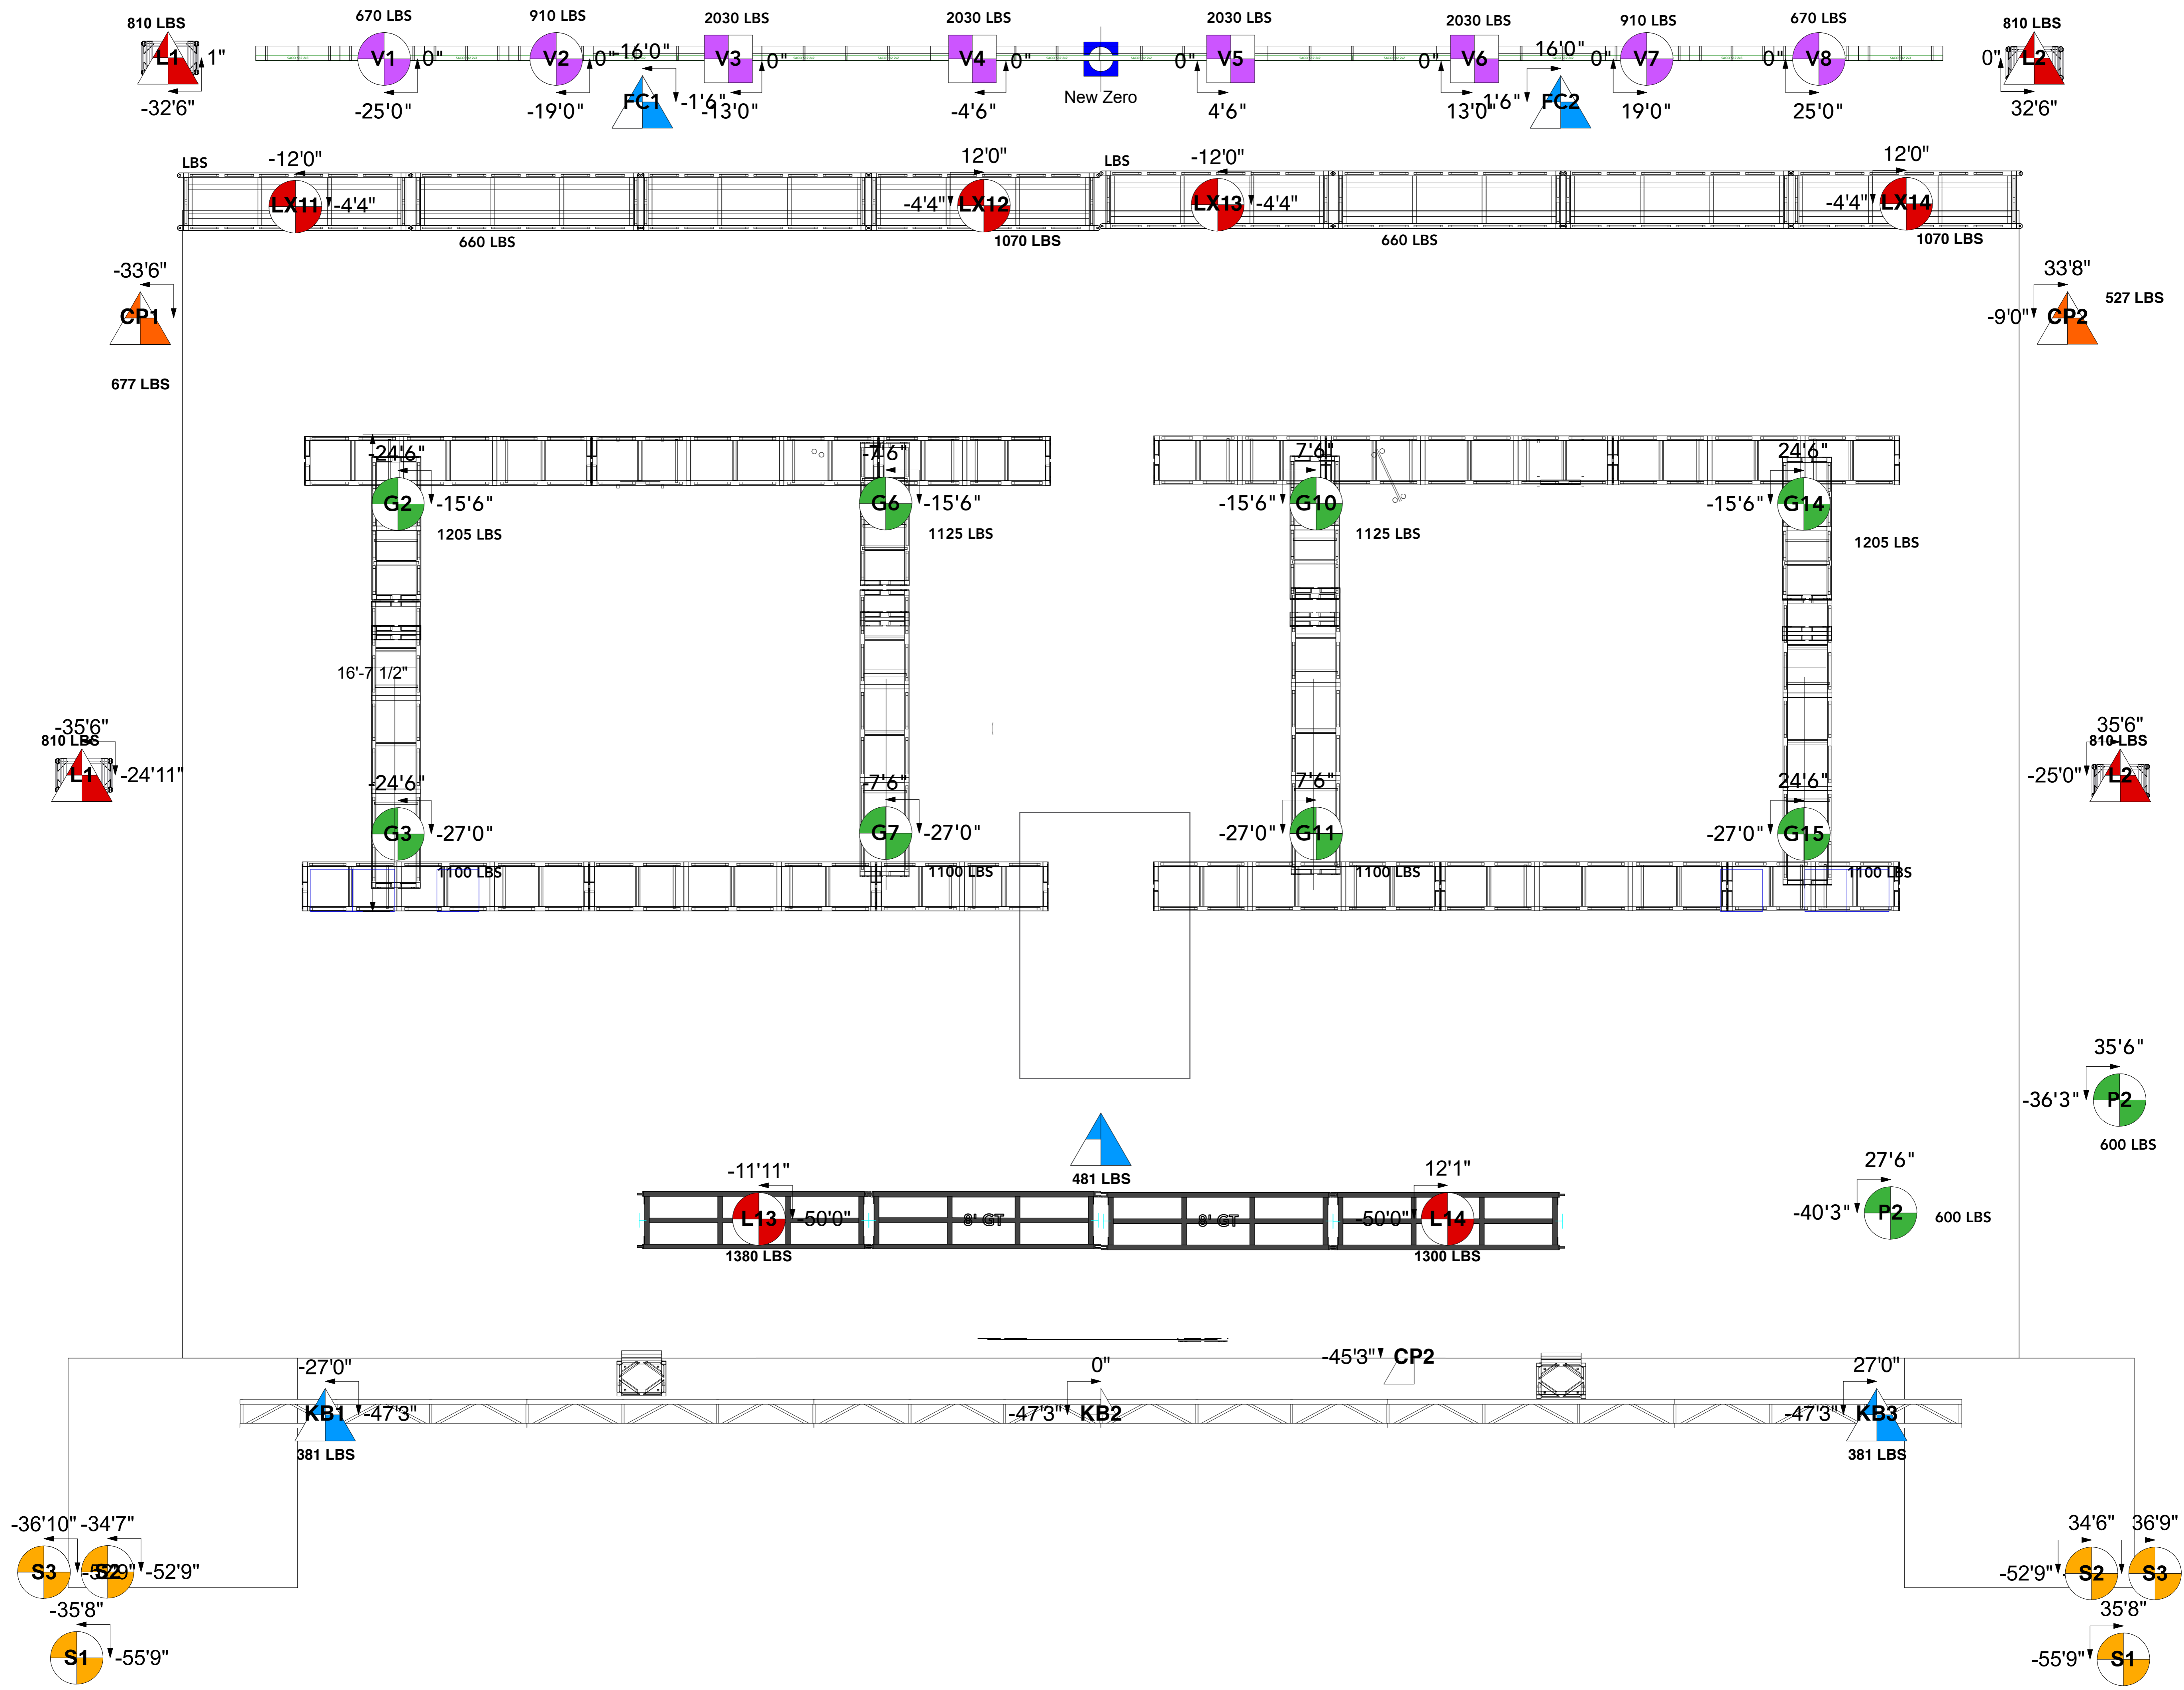 810 LBS
670 LBS
910 LBS
2030 LBS
2030 LBS
2030 LBS
2030 LBS
910 LBS
670 LBS
810 LBS
L1
1"
-32'6"
V1
0"
-25'0"
V2
0"
-19'0"
-16'0"
FC1
-1'6"
V3
0"
-13'0"
V4
0"
-4'6"
New Zero
V5
0"
4'6"
V6
0"
13'0"
16'0"
FC2
-1'6"
V7
0"
19'0"
V8
0"
25'0"
L2
0"
32'6"
LBS
-12'0"
LX11
-4'4"
660 LBS
12'0"
LX12
-4'4"
1070 LBS
LBS
-12'0"
LX13
-4'4"
660 LBS
12'0"
LX14
-4'4"
1070 LBS
-33'6"
CP1
677 LBS
33'8"
527 LBS
-9'0"
CP2
-24'6"
G2
-15'6"
1205 LBS
-7'6"
G6
-15'6"
1125 LBS
7'6"
G10
-15'6"
1125 LBS
24'6"
G14
-15'6"
1205 LBS
16'-7 1/2"
-35'6"
810 LBS
L1
-24'11"
35'6"
810 LBS
L2
-25'0"
-24'6"
G3
-27'0"
1100 LBS
-7'6"
G7
-27'0"
1100 LBS
7'6"
G11
-27'0"
1100 LBS
24'6"
G15
-27'0"
1100 LBS
35'6"
-36'3"
P2
600 LBS
481 LBS
27'6"
-40'3"
P2
600 LBS
-11'11"
L13
-50'0"
1380 LBS
8' GT
8' GT
12'1"
-50'0"
L14
1300 LBS
-45'3"
CP2
-27'0"
KB1
-47'3"
381 LBS
0"
-47'3"
KB2
27'0"
-47'3"
KB3
381 LBS
-36'10"
-34'7"
S3
-52'9"
S2
-52'9"
-35'8"
S1
-55'9"
34'6"
36'9"
-52'9"
S2
S3
35'8"
-55'9"
S1